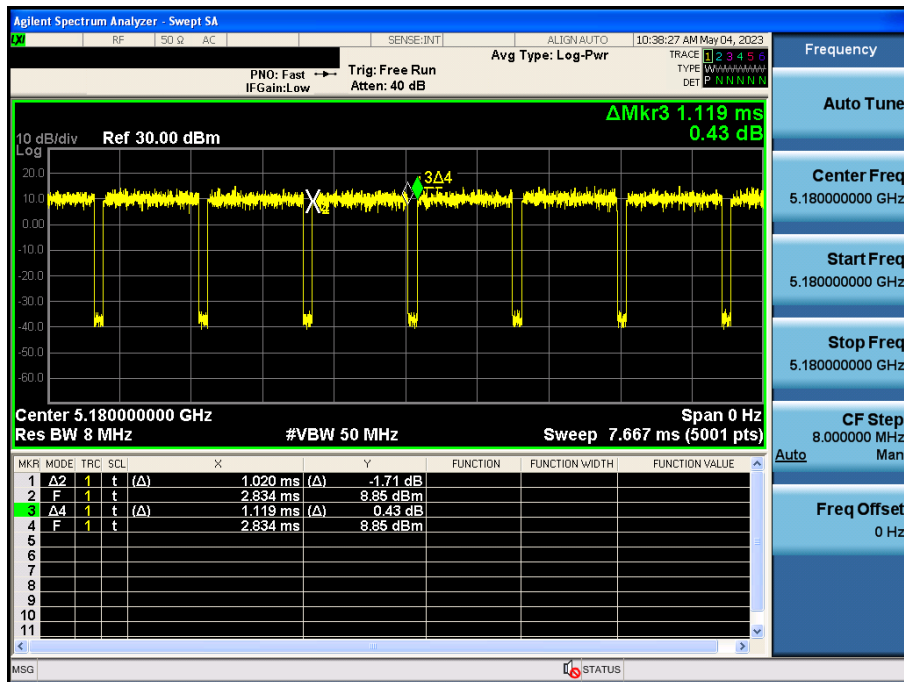 Agilent Spectrum Analyzer - Swept SA
LXI RF 50 Ω AC SENSE:INT ALIGNAUTO 10:38:27 AM May 04, 2023
PNO: Fast
IFGain:Low
Trig: Free Run
Atten: 40 dB
Avg Type: Log-Pwr
TRACE 1 2 3 4 5 6
TYPE WWWWWW
DET P N N N N N
ΔMkr3 1.119 ms
0.43 dB
10 dB/div Ref 30.00 dBm
Log
20.0
10.0
0.00
-10.0
-20.0
-30.0
-40.0
-50.0
-60.0
3Δ4
Center 5.180000000 GHz Span 0 Hz
Res BW 8 MHz #VBW 50 MHz Sweep 7.667 ms (5001 pts)
MKR MODE TRC SCL X Y FUNCTION FUNCTION WIDTH FUNCTION VALUE
1 Δ2 1 t (Δ) 1.020 ms (Δ) -1.71 dB
2 F 1 t 2.834 ms 8.85 dBm
3 Δ4 1 t (Δ) 1.119 ms (Δ) 0.43 dB
4 F 1 t 2.834 ms 8.85 dBm
5
6
7
8
9
10
11
MSG STATUS
Frequency
Auto Tune
Center Freq
5.180000000 GHz
Start Freq
5.180000000 GHz
Stop Freq
5.180000000 GHz
CF Step
8.000000 MHz
Auto Man
Freq Offset
0 Hz